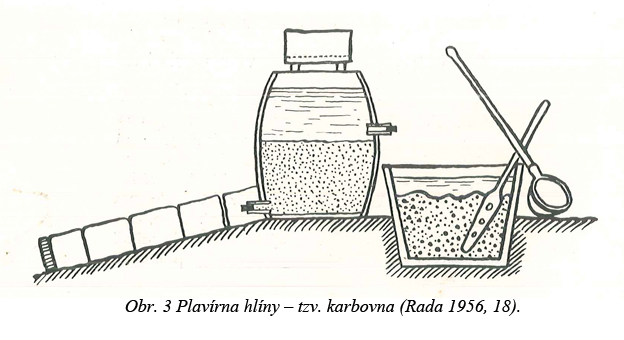 Obr. 3 Plavírna hlíny – tzv. karbovna (Rada 1956, 18).